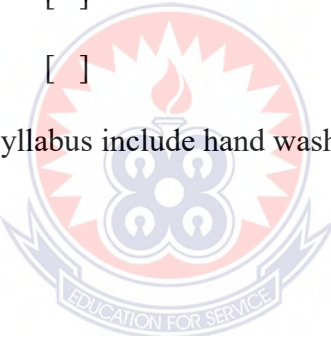 [ ]
[ ]
yllabus include hand wash
EDUCATION FOR SERVICE